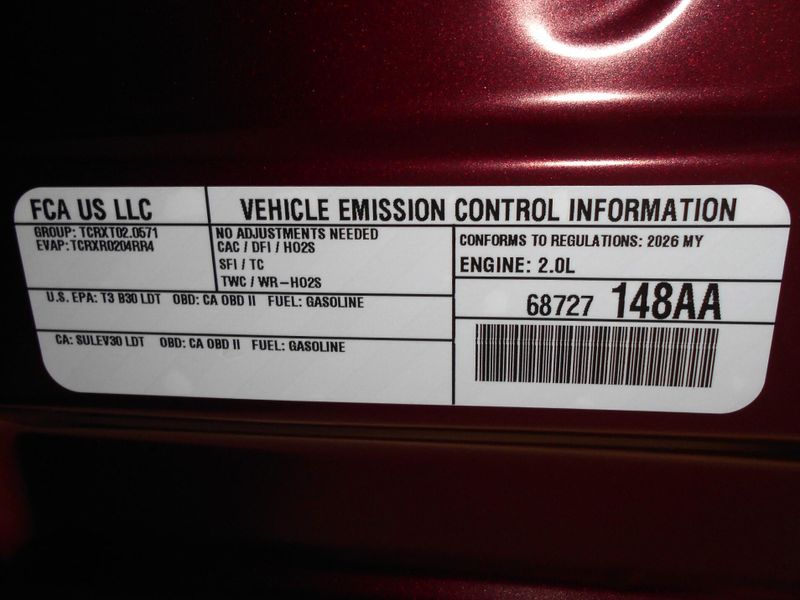 FCA US LLC
VEHICLE EMISSION CONTROL INFORMATION
GROUP: TCRXT02.0571
EVAP:TCRXR0204RR4
NO ADJUSTMENTS NEEDED
CAC / DFI / HO2S
SFI / TC
TWC / WR-HO2S
CONFORMS TO REGULATIONS: 2026 MY
ENGINE: 2.0L
U.S. EPA: T3 B30 LDT OBD: CA OBD II FUEL: GASOLINE
68727 148AA
CA: SULEV30 LDT OBD: CA OBD II FUEL: GASOLINE